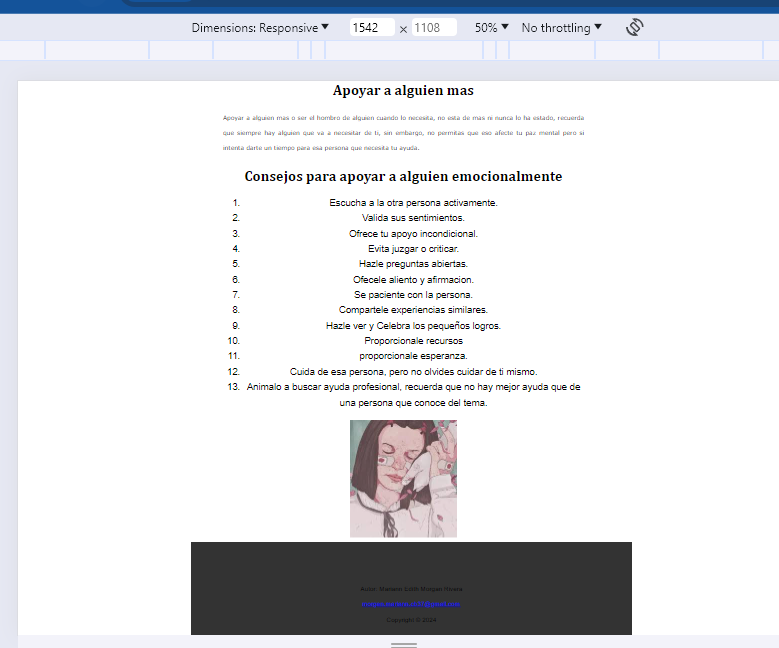 Dimensions: Responsive 1542 × 1108 50% No throttling
Apoyar a alguien mas
Apoyar a alguien mas o ser el hombro de alguien cuando lo necesita, no esta de mas ni nunca lo ha estado, recuerda
que siempre hay alguien que va a necesitar de ti, sin embargo, no permitas que eso afecte tu paz mental pero si
intenta darte un tiempo para esa persona que necesita tu ayuda.
Consejos para apoyar a alguien emocionalmente
1. Escucha a la otra persona activamente.
2. Valida sus sentimientos.
3. Ofrece tu apoyo incondicional.
4. Evita juzgar o criticar.
5. Hazle preguntas abiertas.
6. Ofecele aliento y afirmacion.
7. Se paciente con la persona.
8. Compartele experiencias similares.
9. Hazle ver y Celebra los pequeños logros.
10. Proporcionale recursos
11. proporcionale esperanza.
12. Cuida de esa persona, pero no olvides cuidar de ti mismo.
13. Animalo a buscar ayuda profesional, recuerda que no hay mejor ayuda que de
una persona que conoce del tema.
Autor: Edith Rivera
Copyright © 2024